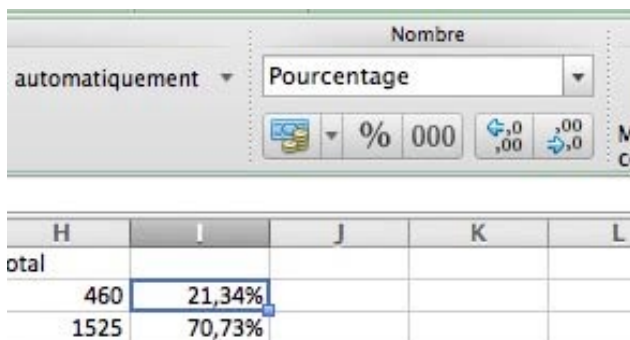 Nombre
automatiquement
Pourcentage
% 000 ,0 ,00 ,00 ,0
H I J K L
otal
460 21,34%
1525 70,73%